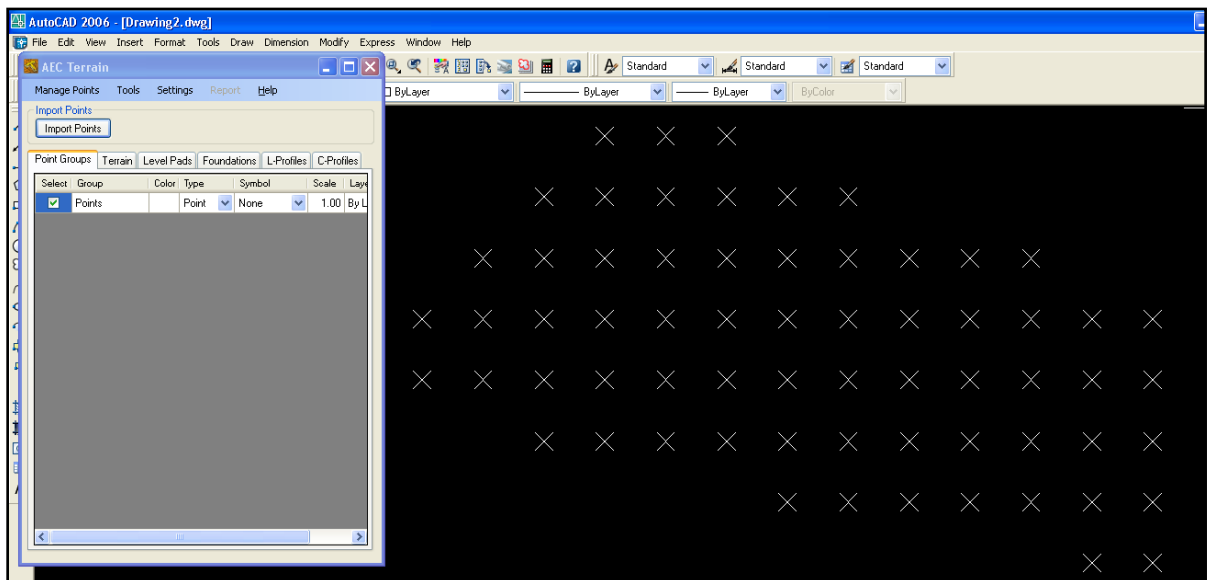 AutoCAD 2006 - [Drawing2.dwg]
File Edit View Insert Format Tools Draw Dimension Modify Express Window Help
AEC Terrain
Standard Standard Standard
Manage Points Tools Settings Report Help
ByLayer ByLayer ByLayer ByColor
Import Points
Import Points
Point Groups Terrain Level Pads Foundations L-Profiles C-Profiles
Select Group Color Type Symbol Scale Laye
Points Point None 1.00 By L